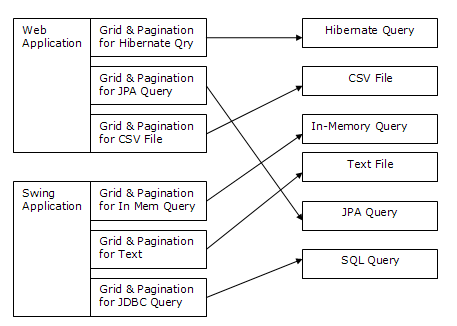 Web
Application
Grid & Pagination
for Hibernate Qry
Grid & Pagination
for JPA Query
Grid & Pagination
for CSV File
Swing
Application
Grid & Pagination
for In Mem Query
Grid & Pagination
for Text
Grid & Pagination
for JDBC Query
Hibernate Query
CSV File
In-Memory Query
Text File
JPA Query
SQL Query